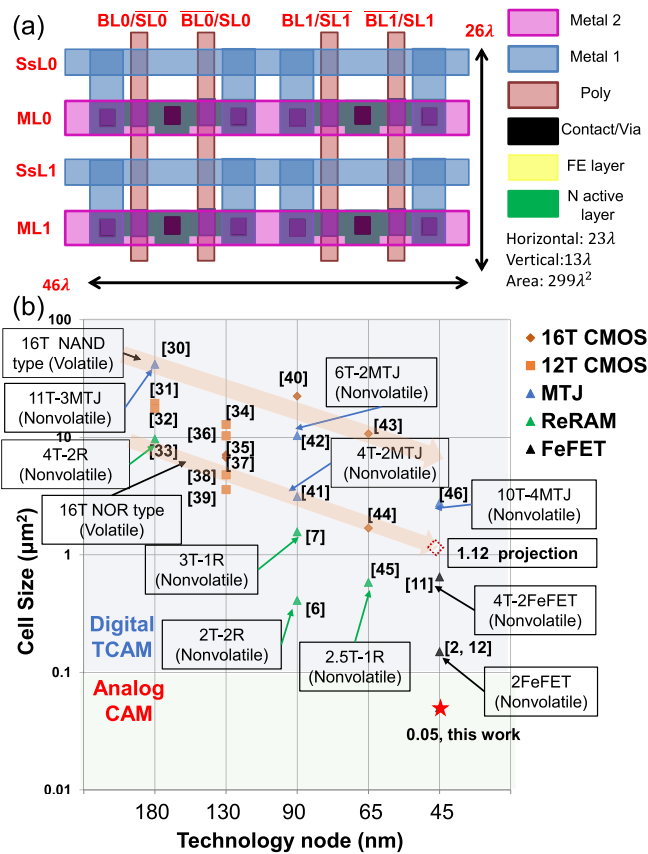 (a)
BL0/SL0 BL0/SL0 BL1/SL1 BL1/SL1
26λ
SsL0
ML0
SsL1
ML1
46λ
Metal 2
Metal 1
Poly
Contact/Via
FE layer
N active
layer
Horizontal: 23λ
Vertical:13λ
Area: 299λ²
(b)
Cell Size (µm²)
100
10
1
0.1
0.01
16T NAND
type (Volatile)
[30]
11T-3MTJ
(Nonvolatile)
[31]
[32]
4T-2R
(Nonvolatile)
[33]
16T NOR type
(Volatile)
[34]
[36]
[35]
[37]
[38]
[39]
[40]
6T-2MTJ
(Nonvolatile)
[42]
[43]
4T-2MTJ
(Nonvolatile)
[41]
[44]
[46]
10T-4MTJ
(Nonvolatile)
1.12 projection
3T-1R
(Nonvolatile)
[7]
[45]
[11]
4T-2FeFET
(Nonvolatile)
2T-2R
(Nonvolatile)
[6]
2.5T-1R
(Nonvolatile)
[2, 12]
2FeFET
(Nonvolatile)
0.05, this work
Digital
TCAM
Analog
CAM
16T CMOS
12T CMOS
MTJ
ReRAM
FeFET
180 130 90 65 45
Technology node (nm)